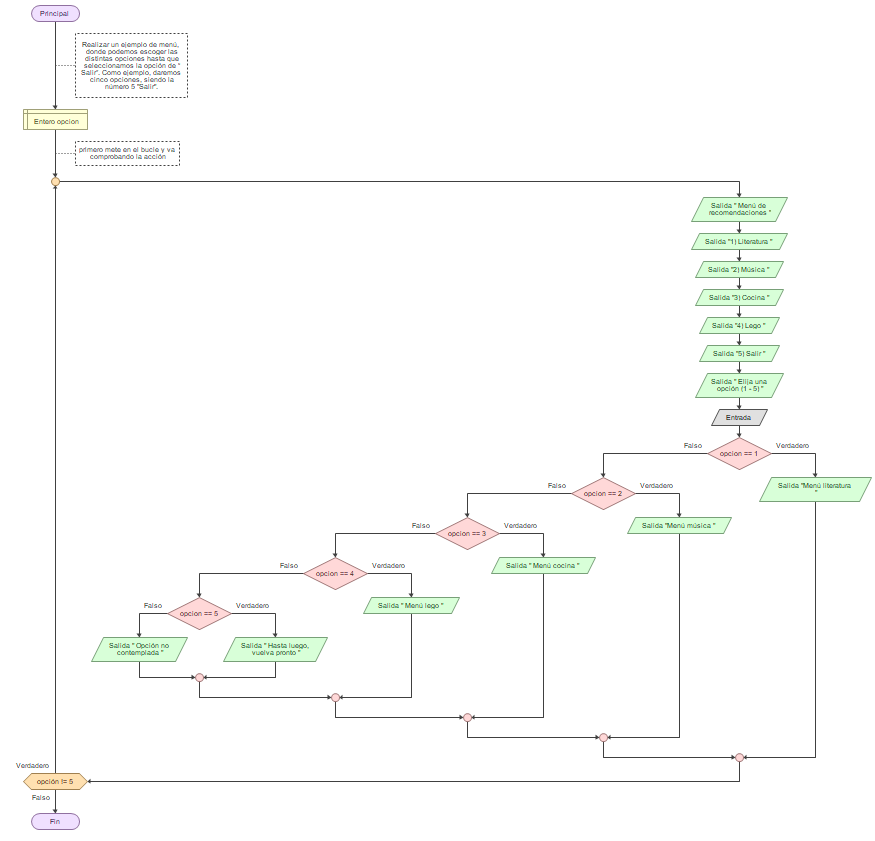 Principal
Realizar un ejemplo de menú,
donde podemos escoger las
distintas opciones hasta que
seleccionamos la opción de "
Salir". Como ejemplo, daremos
cinco opciones, siendo la
número 5 "Salir".
Entero opcion
primero mete en el bucle y va
comprobando la acción
Salida " Menú de
recomendaciones "
Salida "1) Literatura "
Salida "2) Música "
Salida "3) Cocina "
Salida "4) Lego "
Salida "5) Salir "
Salida " Elija una
opción (1 - 5) "
Entrada
Falso
opcion == 1
Verdadero
Salida "Menú literatura
"
Falso
opcion == 2
Verdadero
Salida "Menú música "
Falso
opcion == 3
Verdadero
Salida " Menú cocina "
Falso
opcion == 4
Verdadero
Salida " Menú lego "
Falso
opcion == 5
Verdadero
Salida " Opción no
contemplada "
Salida " Hasta luego,
vuelva pronto "
Verdadero
opción != 5
Falso
Fin